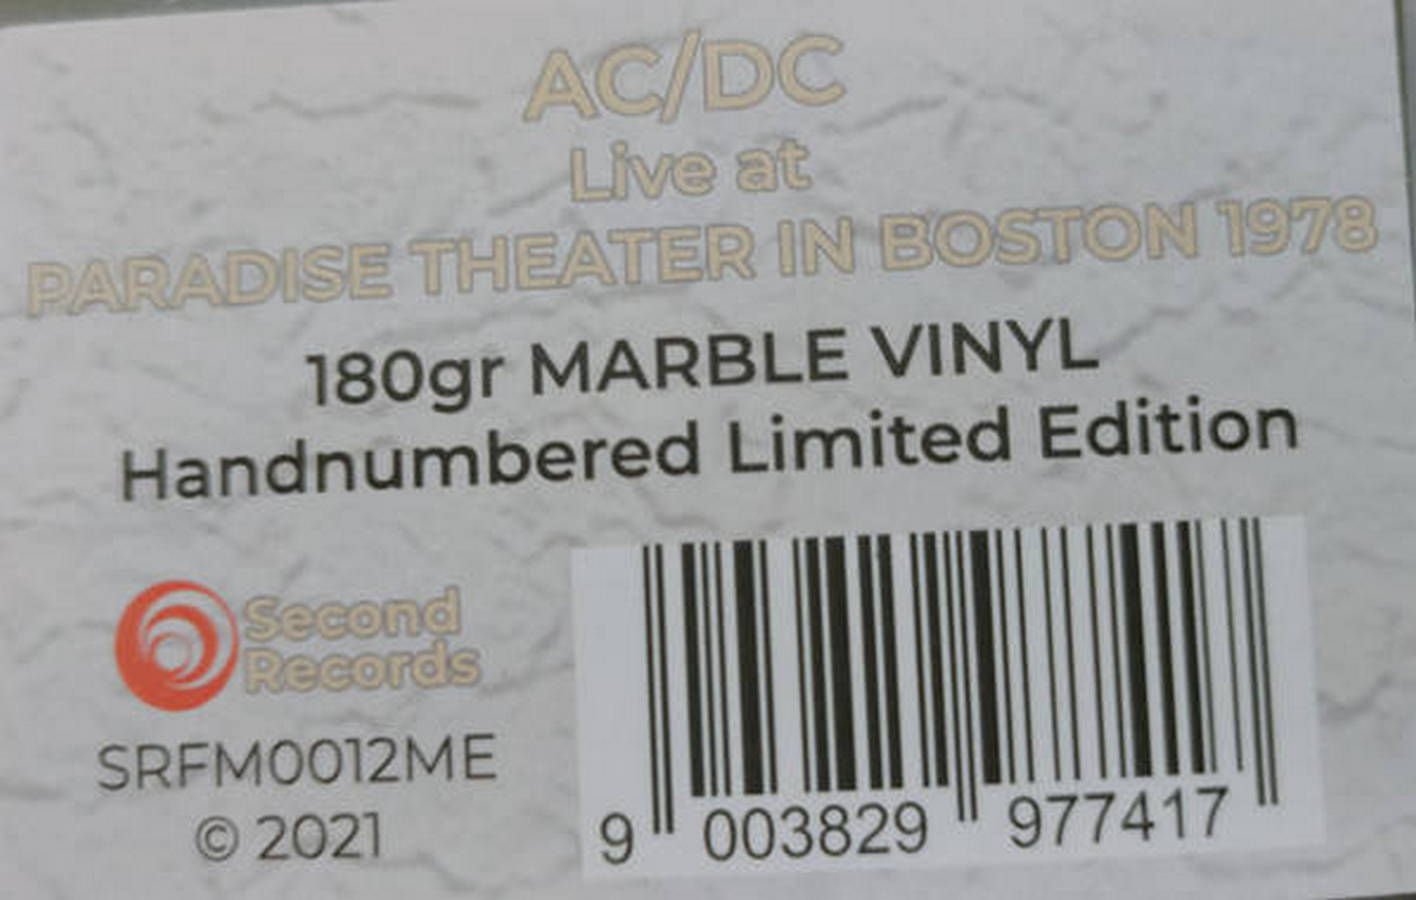 AC/DC
Live at
PARADISE THEATER IN BOSTON 1978
180gr MARBLE VINYL
Handnumbered Limited Edition
Second
Records
SRFM0012ME
© 2021
9 003829 977417